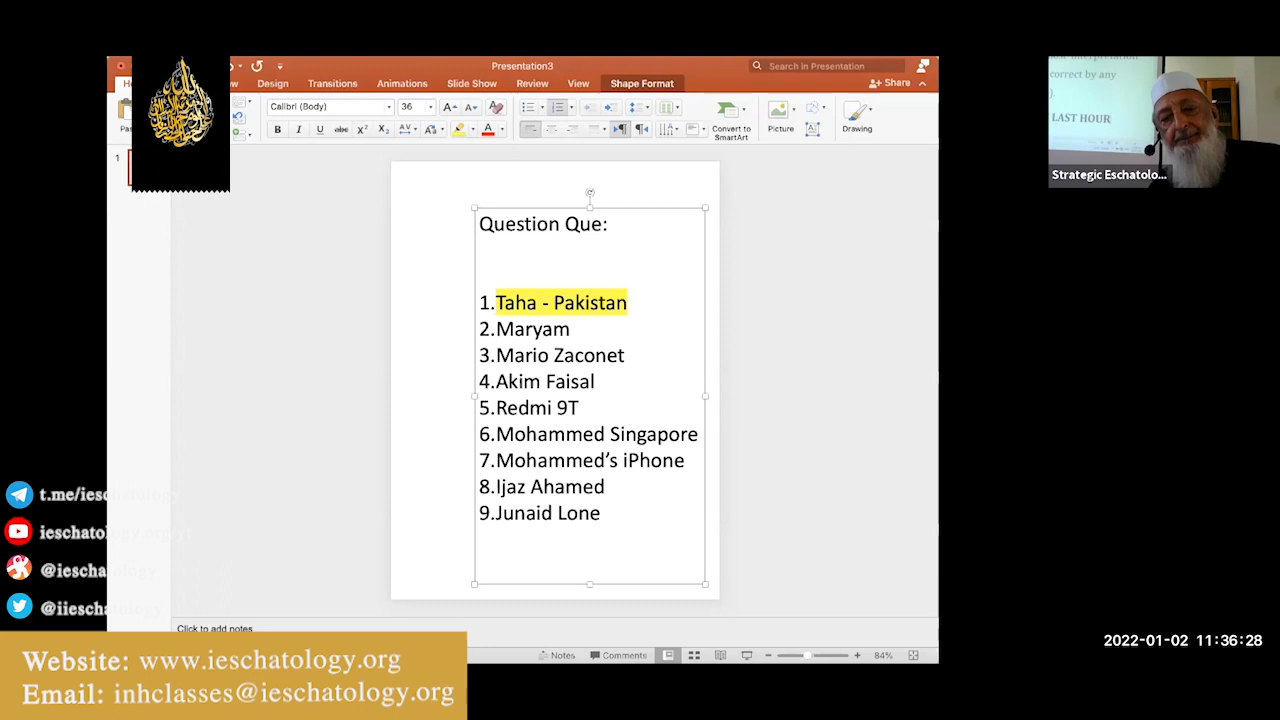 Presentation3
Search in Presentation
Design
Transitions
Animations
Slide Show
Review
View
Shape Format
Share
Calibri (Body)
36
Convert to
SmartArt
Picture
Drawing
1
Question Que:
1.Taha - Pakistan
2.Maryam
3.Mario Zaconet
4.Akim Faisal
5.Redmi 9T
6.Mohammed Singapore
7.Mohammed’s iPhone
8.Ijaz Ahamed
9.Junaid Lone
correct by any
LAST HOUR
Strategic Eschatolo...
t.me/ieschatology
ieschatology.org/yt
@ieschatology
@iieschatology
Click to add notes
Notes
Comments
84%
2022-01-02 11:36:28
Website: www.ieschatology.org
Email: inhclasses@ieschatology.org